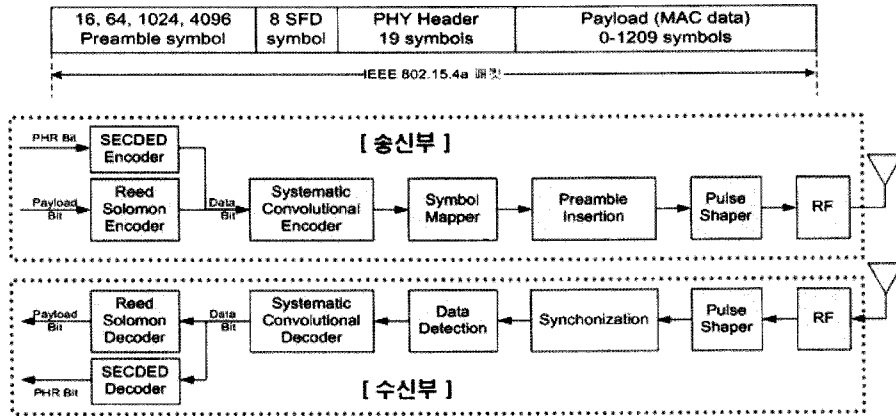 16, 64, 1024, 4096
Preamble symbol
8 SFD
symbol
PHY Header
19 symbols
Payload (MAC data)
0-1209 symbols
IEEE 802.15.4a 패킷
[ 송신부 ]
PHR Bit
SECDED
Encoder
Payload
Bit
Reed
Solomon
Encoder
Data
Bit
Systematic
Convolutional
Encoder
Symbol
Mapper
Preamble
Insertion
Pulse
Shaper
RF
Payload
Bit
Reed
Solomon
Decoder
Data
Bit
Systematic
Convolutional
Decoder
Data
Detection
Synchonization
Pulse
Shaper
RF
PHR Bit
SECDED
Decoder
[ 수신부 ]